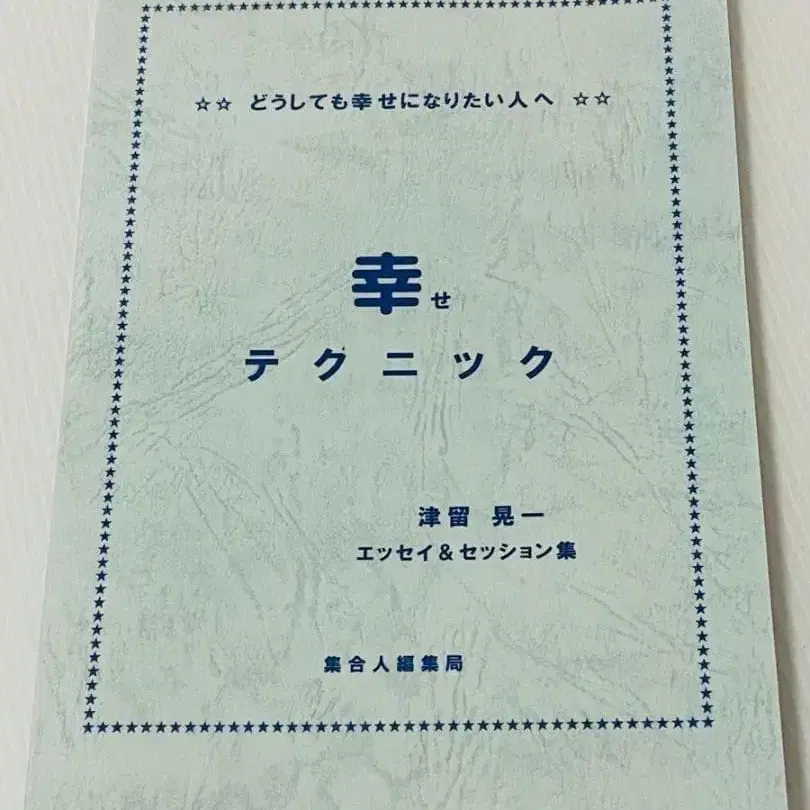 ☆☆ どうしても幸せになりたい人へ ☆☆
幸せ
テクニック
津留 晃一
エッセイ&セッション集
集合人編集局